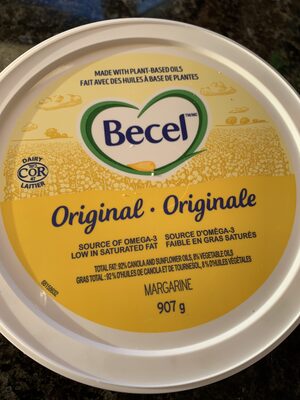 MADE WITH PLANT-BASED OILS
FAIT AVEC DES HUILES À BASE DE PLANTES
Becel
DAIRY
COR
LAITIER
Original · Originale
SOURCE OF OMEGA-3
LOW IN SATURATED FAT
SOURCE D'OMÉGA-3
FAIBLE EN GRAS SATURÉS
TOTAL FAT: 92% CANOLA AND SUNFLOWER OILS, 8% VEGETABLE OILS
GRAS TOTAL : 92 % D'HUILES DE CANOLA ET DE TOURNESOL, 8 % D'HUILES VÉGÉTALES
MARGARINE
907 g